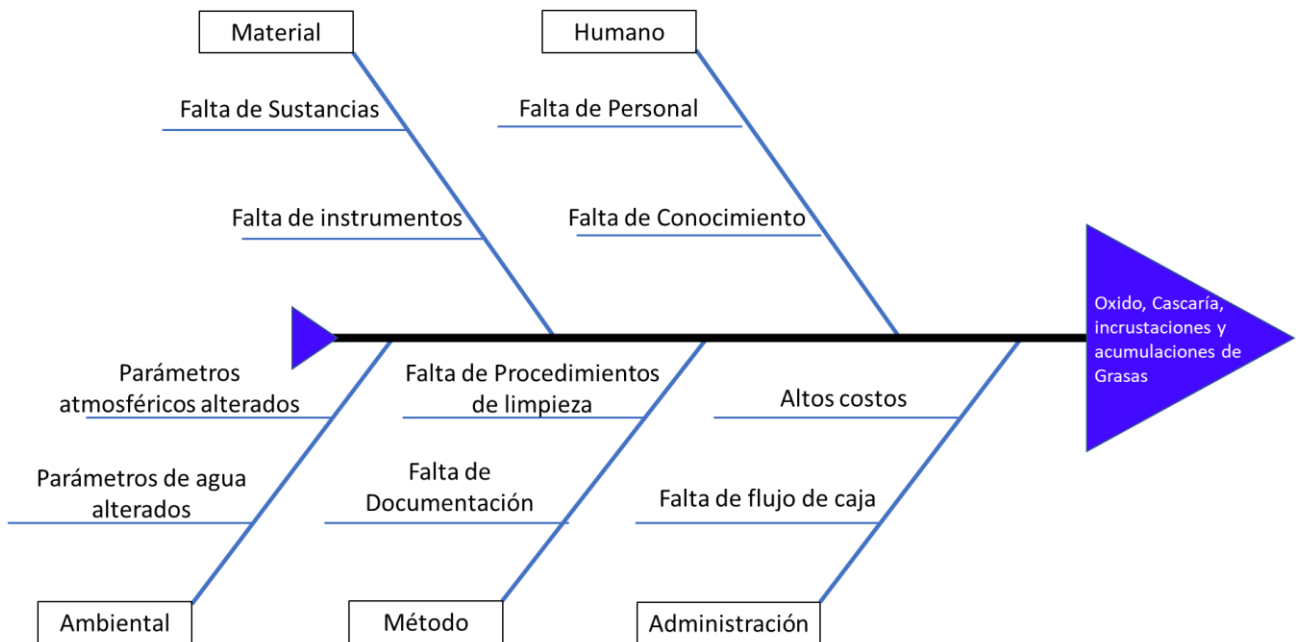 Material
Humano
Falta de Sustancias
Falta de Personal
Falta de instrumentos
Falta de Conocimiento
Oxido, Cascaría,
incrustaciones y
acumulaciones de
Grasas
Parámetros
atmosféricos alterados
Falta de Procedimientos
de limpieza
Altos costos
Parámetros de agua
alterados
Falta de
Documentación
Falta de flujo de caja
Ambiental
Método
Administración